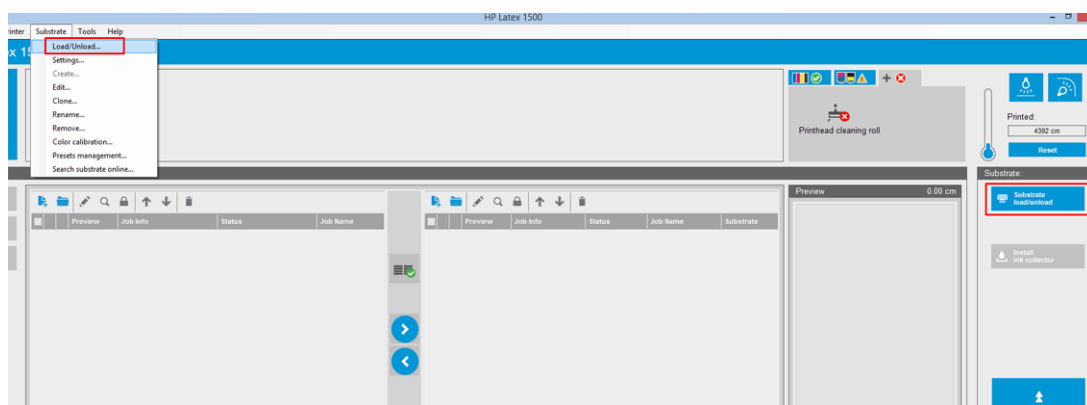 HP Latex 1500
rinter Substrate Tools Help
x 1
Load/Unload...
Settings...
Create...
Edit...
Clone...
Rename...
Remove...
Color calibration...
Presets management...
Search substrate online...
Printhead cleaning roll
Printed:
4392 cm
Reset
Substrate:
Substrate
load/unload
Install
ink collector
Preview Job Info Status Job Name
Preview Job Info Status Job Name Substrate
Preview 0.00 cm